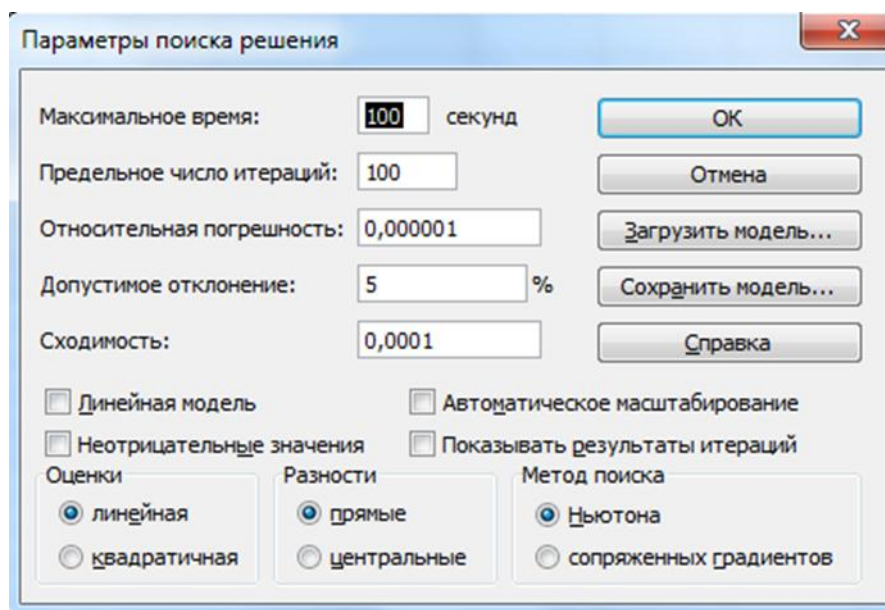 Параметры поиска решения
Максимальное время: 100 секунд
OK
Предельное число итераций: 100
Отмена
Относительная погрешность: 0,000001
Загрузить модель...
Допустимое отклонение: 5 %
Сохранить модель...
Сходимость: 0,0001
Справка
Линейная модель
Автоматическое масштабирование
Неотрицательные значения
Показывать результаты итераций
Оценки
Разности
Метод поиска
линейная
прямые
Ньютона
квадратичная
центральные
сопряженных градиентов